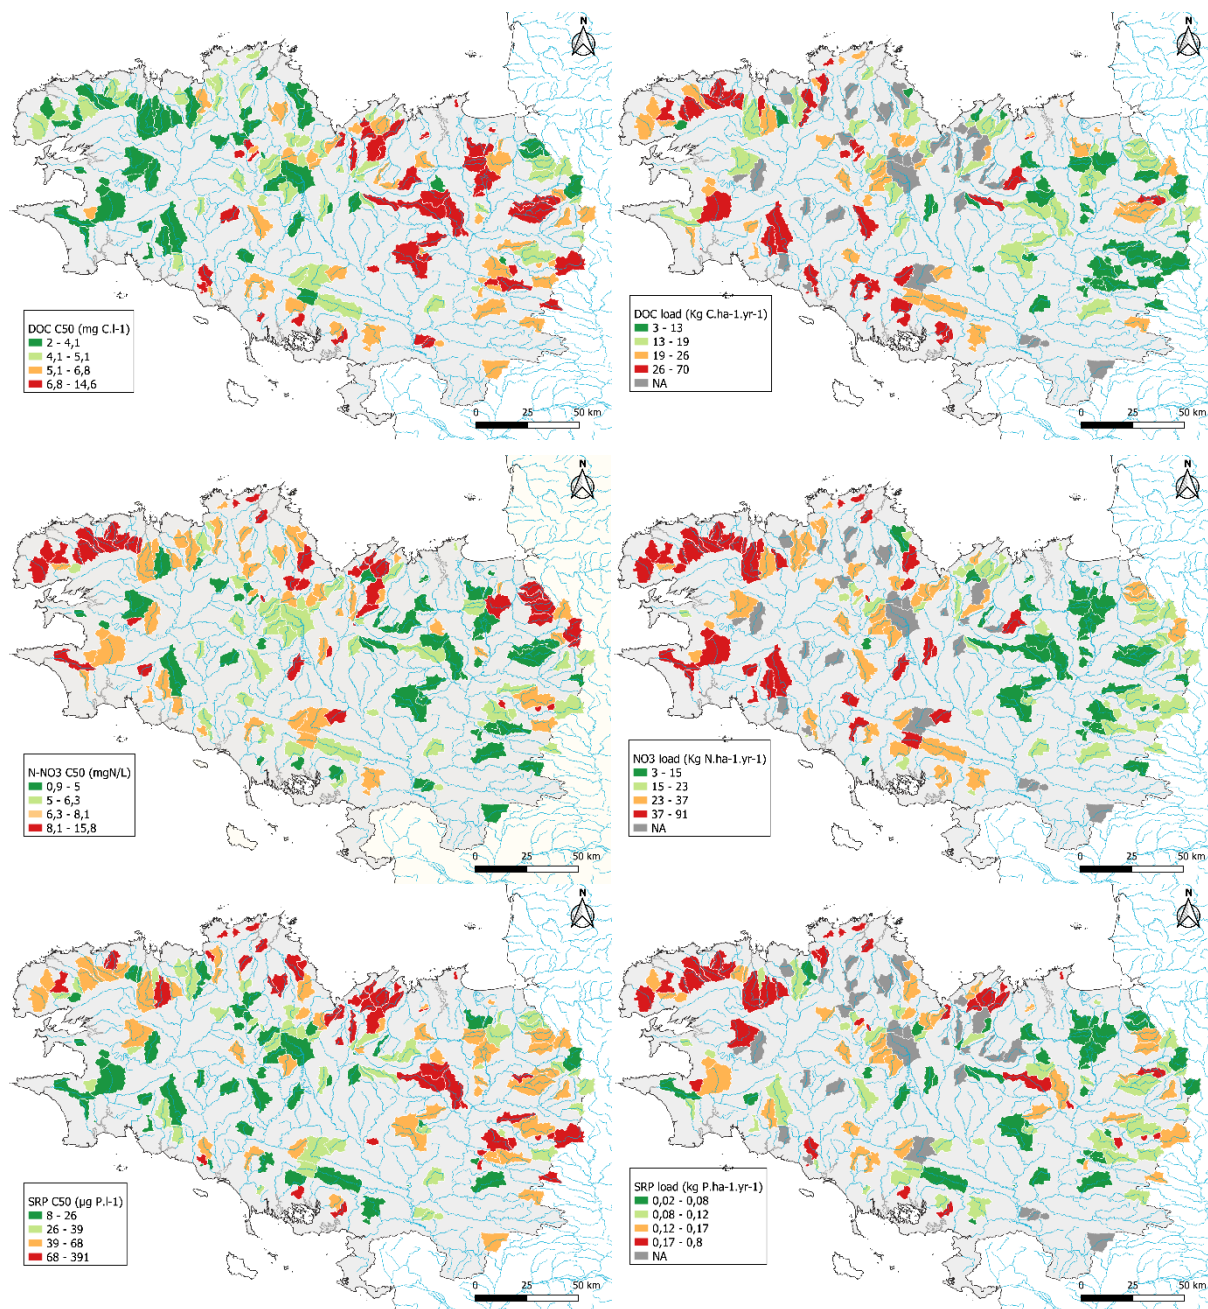 N
DOC C50 (mg C.l-1)
2 - 4,1
4,1 - 5,1
5,1 - 6,8
6,8 - 14,6
0 25 50 km
N
DOC load (Kg C.ha-1.yr-1)
3 - 13
13 - 19
19 - 26
26 - 70
NA
0 25 50 km
N
N-NO3 C50 (mgN/L)
0,9 - 5
5 - 6,3
6,3 - 8,1
8,1 - 15,8
0 25 50 km
N
NO3 load (Kg N.ha-1.yr-1)
3 - 15
15 - 23
23 - 37
37 - 91
NA
0 25 50 km
N
SRP C50 (µg P.l-1)
8 - 26
26 - 39
39 - 68
68 - 391
0 25 50 km
N
SRP load (kg P.ha-1.yr-1)
0,02 - 0,08
0,08 - 0,12
0,12 - 0,17
0,17 - 0,8
NA
0 25 50 km